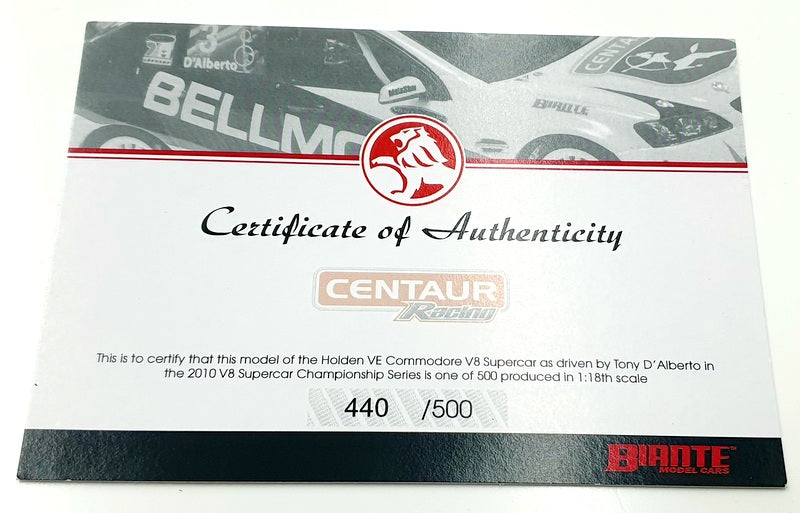 3
D'Alberto
BELLMO
CENTA
BIANTE
Certificate of Authenticity
CENTAUR
Racing
This is to certify that this model of the Holden VE Commodore V8 Supercar as driven by Tony D'Alberto in
the 2010 V8 Supercar Championship Series is one of 500 produced in 1:18th scale
440 /500
BIANTE™
MODEL CARS